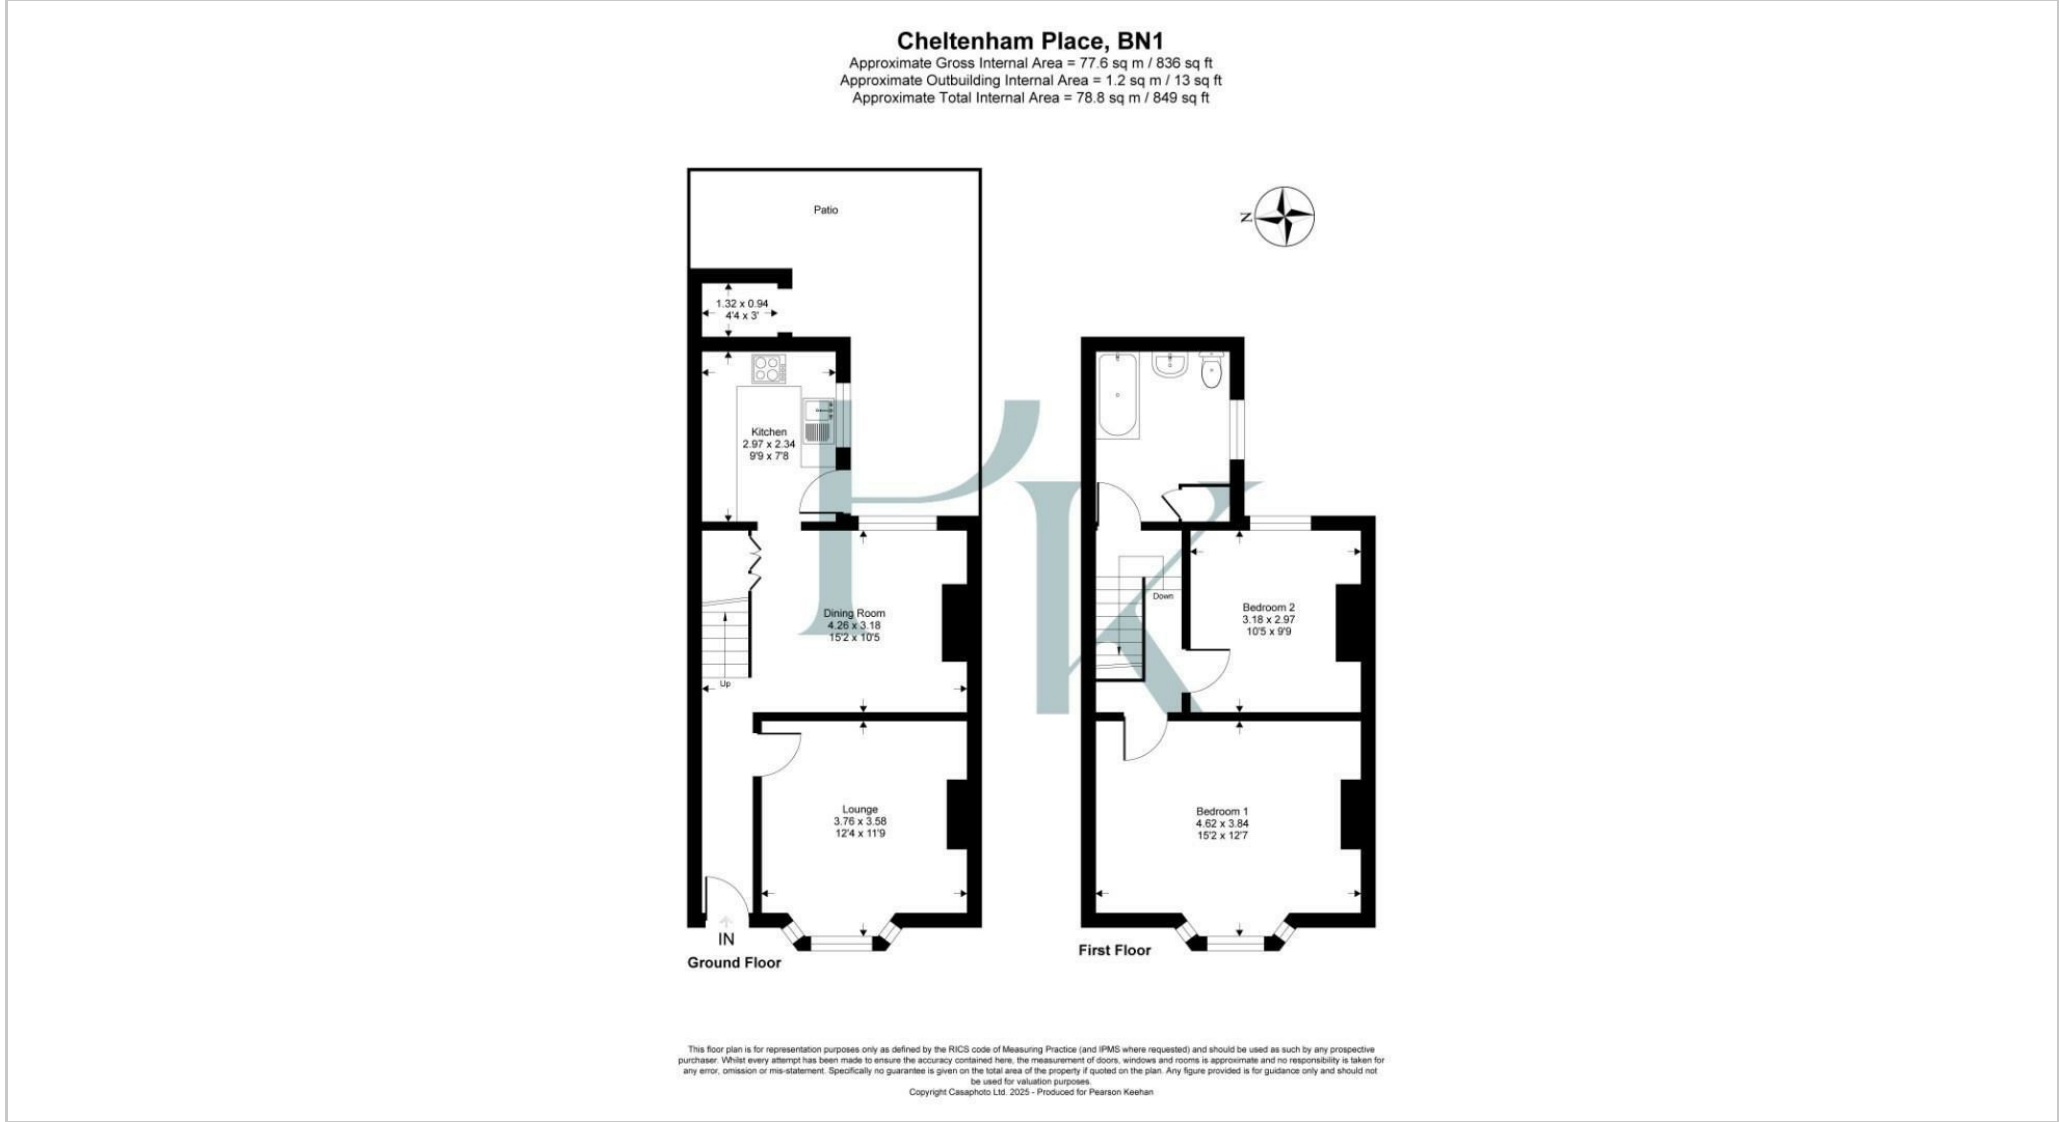 Cheltenham Place, BN1
Approximate Gross Internal Area = 77.6 sq m / 836 sq ft
Approximate Outbuilding Internal Area = 1.2 sq m / 13 sq ft
Approximate Total Internal Area = 78.8 sq m / 849 sq ft
Patio
N
1.32 x 0.94
4'4 x 3'
Kitchen
2.97 x 2.34
9'9 x 7'8
Dining Room
4.26 x 3.18
15'2 x 10'5
Up
Lounge
3.76 x 3.58
12'4 x 11'9
IN
Ground Floor
Down
Bedroom 2
3.18 x 2.97
10'5 x 9'9
Bedroom 1
4.62 x 3.84
15'2 x 12'7
First Floor
PK
This floor plan is for representation purposes only as defined by the RICS code of Measuring Practice (and IPMS where requested) and should be used as such by any prospective
purchaser. Whilst every attempt has been made to ensure the accuracy contained here, the measurement of doors, windows and rooms is approximate and no responsibility is taken for
any error, omission or mis-statement. Specifically no guarantee is given on the total area of the property if quoted on the plan. Any figure provided is for guidance only and should not
be used for valuation purposes.
Copyright Casaphoto Ltd. 2025 - Produced for Pearson Keehan